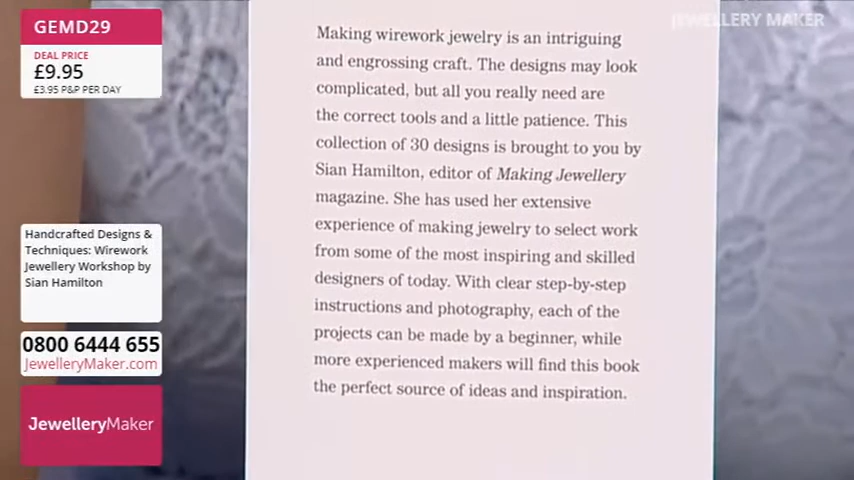 GEMD29
DEAL PRICE
£9.95
£3.95 P&P PER DAY
Handcrafted Designs &
Techniques: Wirework
Jewellery Workshop by
Sian Hamilton
0800 6444 655
JewelleryMaker.com
JewelleryMaker
JEWELLERY MAKER
Making wirework jewelry is an intriguing
and engrossing craft. The designs may look
complicated, but all you really need are
the correct tools and a little patience. This
collection of 30 designs is brought to you by
Sian Hamilton, editor of Making Jewellery
magazine. She has used her extensive
experience of making jewelry to select work
from some of the most inspiring and skilled
designers of today. With clear step-by-step
instructions and photography, each of the
projects can be made by a beginner, while
more experienced makers will find this book
the perfect source of ideas and inspiration.